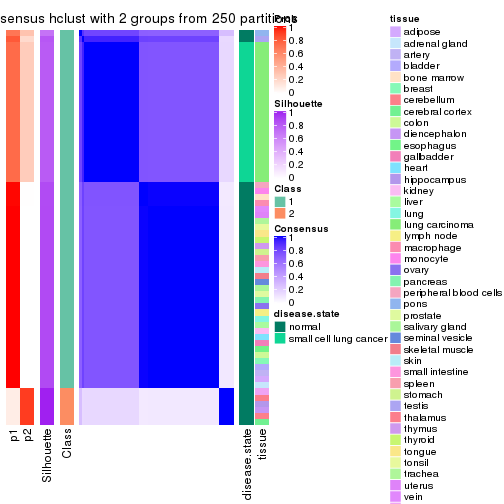 sensus hclust with 2 groups from 250 partitions
Prob
1
0.8
0.6
0.4
0.2
0
Silhouette
1
0.8
0.6
0.4
0.2
0
Class
1
2
Consensus
1
0.8
0.6
0.4
0.2
0
disease.state
normal
small cell lung cancer
tissue
adipose
adrenal gland
artery
bladder
bone marrow
breast
cerebellum
cerebral cortex
colon
diencephalon
esophagus
galbladder
heart
hippocampus
kidney
liver
lung
lung carcinoma
lymph node
macrophage
monocyte
ovary
pancreas
peripheral blood cells
pons
prostate
salivary gland
seminal vesicle
skeletal muscle
skin
small intestine
spleen
stomach
testis
thalamus
thymus
thyroid
tongue
tonsil
trachea
uterus
vein
p1
p2
Silhouette
Class
disease.state
tissue